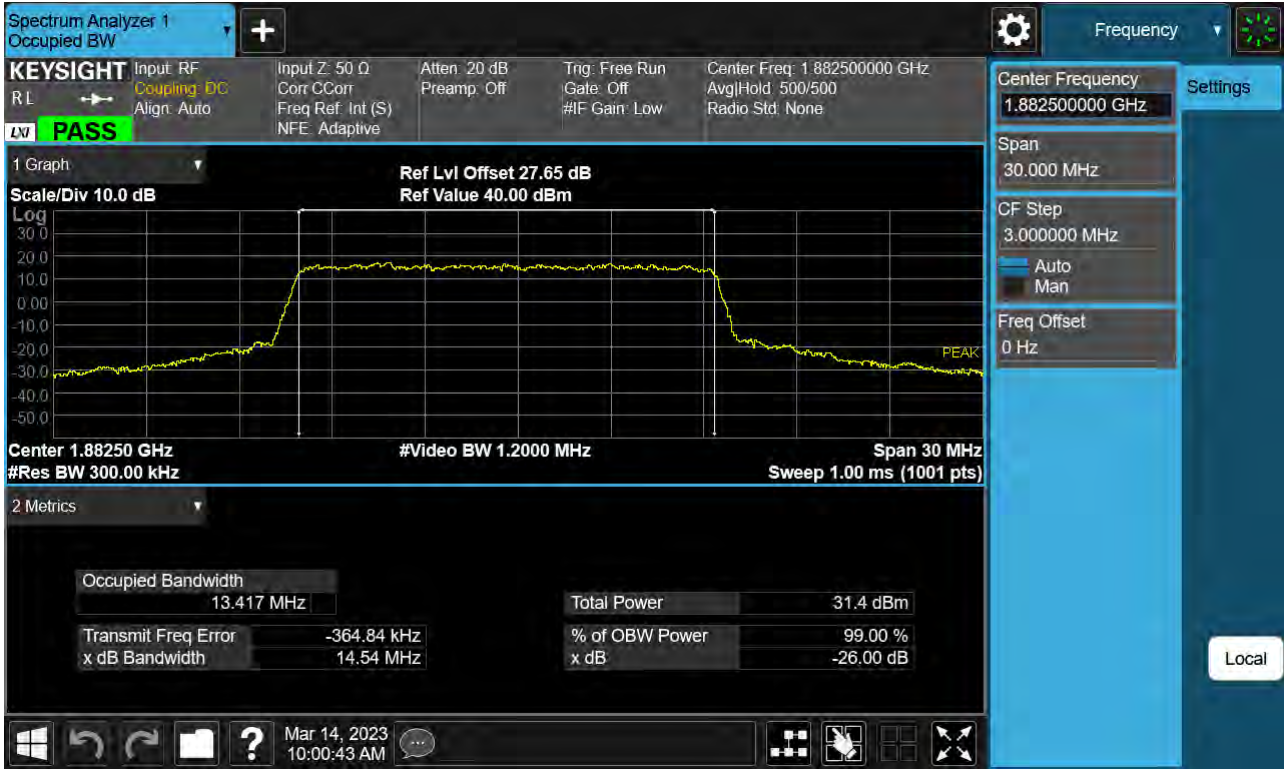 Spectrum Analyzer 1
Occupied BW
+
Frequency
KEYSIGHT
R L
LXI
PASS
Input: RF
Coupling: DC
Align: Auto
Input Z: 50 Ω
Corr CCorr
Freq Ref: Int (S)
NFE: Adaptive
Atten: 20 dB
Preamp: Off
Trig: Free Run
Gate: Off
#IF Gain: Low
Center Freq: 1.882500000 GHz
Avg|Hold: 500/500
Radio Std: None
Center Frequency
1.882500000 GHz
Settings
Span
30.000 MHz
CF Step
3.000000 MHz
Auto
Man
Freq Offset
0 Hz
Local
1 Graph
Scale/Div 10.0 dB
Ref Lvl Offset 27.65 dB
Ref Value 40.00 dBm
Log
30.0
20.0
10.0
0.00
-10.0
-20.0
-30.0
-40.0
-50.0
PEAK
Center 1.88250 GHz
#Video BW 1.2000 MHz
Span 30 MHz
#Res BW 300.00 kHz
Sweep 1.00 ms (1001 pts)
2 Metrics
Occupied Bandwidth
13.417 MHz
Total Power 31.4 dBm
Transmit Freq Error -364.84 kHz
% of OBW Power 99.00 %
x dB Bandwidth 14.54 MHz
x dB -26.00 dB
?
Mar 14, 2023
10:00:43 AM